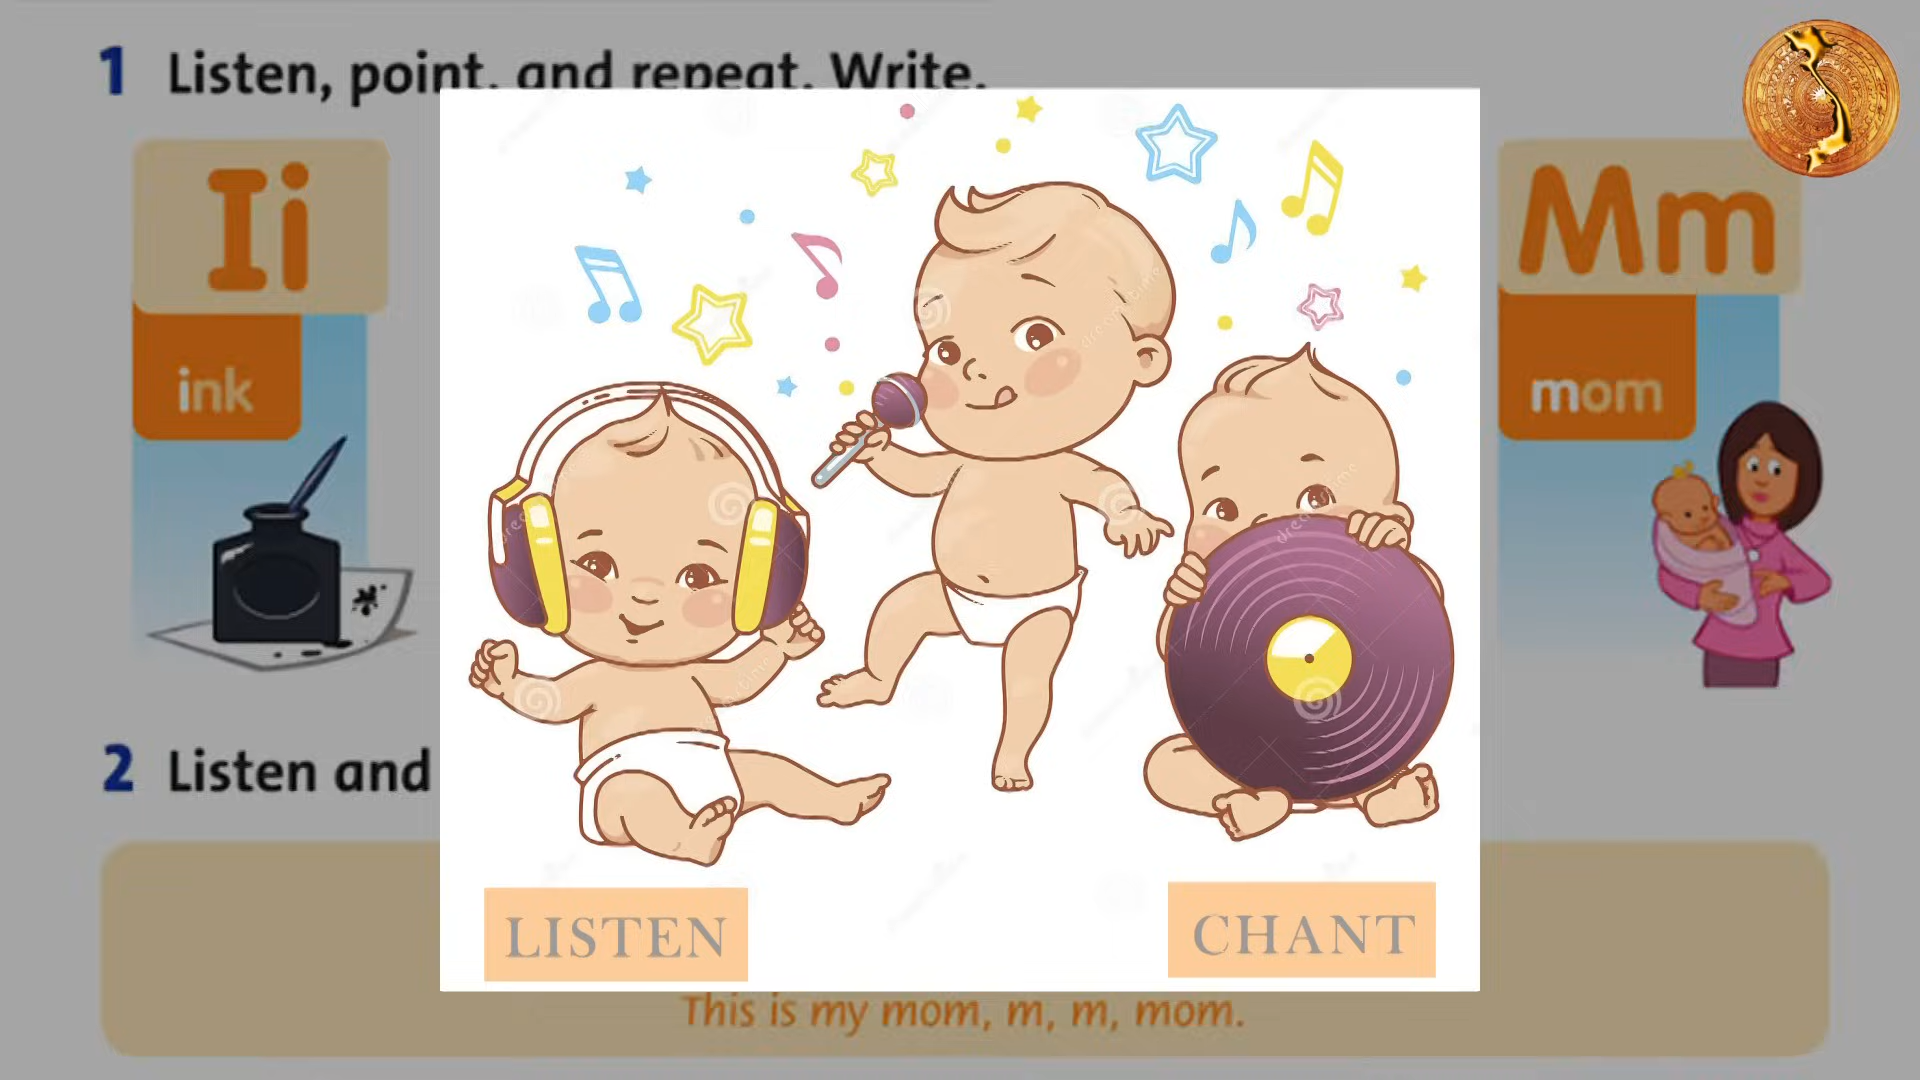 1 Listen, point, and repeat. Write.
Ii
Mm
ink
mom
2 Listen and
LISTEN
CHANT
This is my mom, m, m, mom.